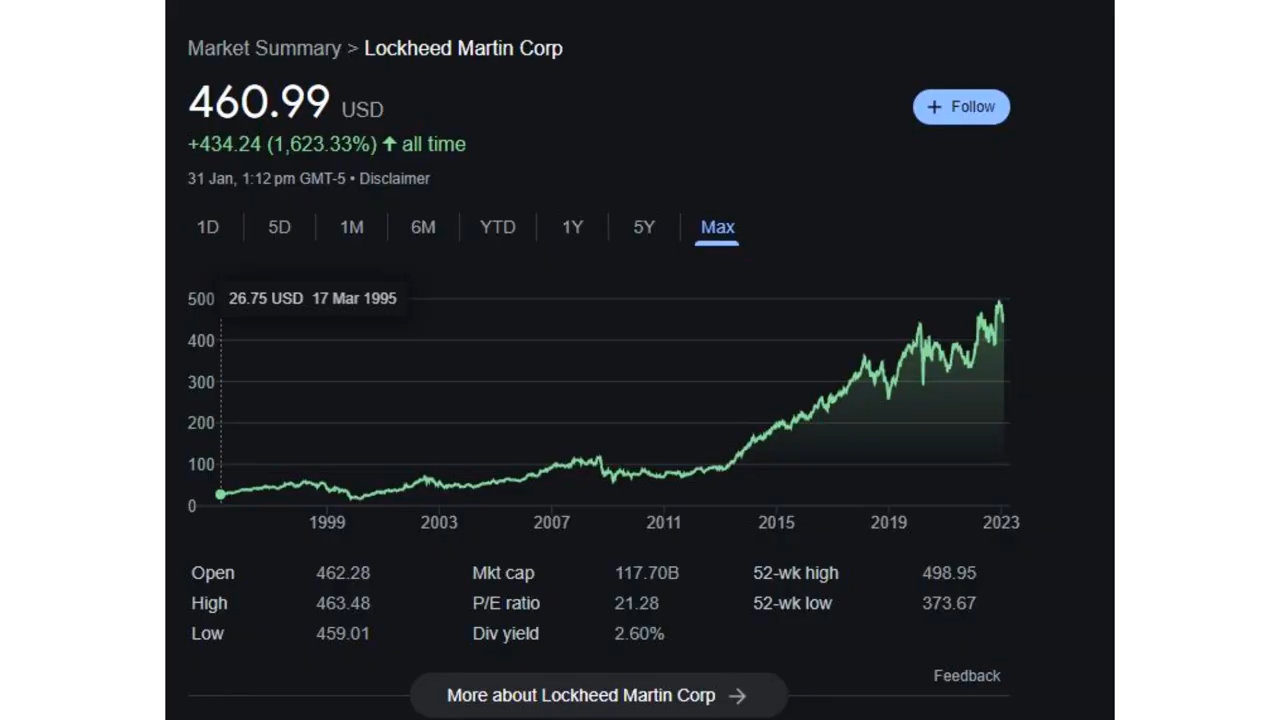 Market Summary > Lockheed Martin Corp
460.99 USD
+ Follow
+434.24 (1,623.33%) ↑ all time
31 Jan, 1:12 pm GMT-5 • Disclaimer
1D 5D 1M 6M YTD 1Y 5Y Max
500 26.75 USD 17 Mar 1995
400
300
200
100
0
1999 2003 2007 2011 2015 2019 2023
Open 462.28 Mkt cap 117.70B 52-wk high 498.95
High 463.48 P/E ratio 21.28 52-wk low 373.67
Low 459.01 Div yield 2.60%
Feedback
More about Lockheed Martin Corp →